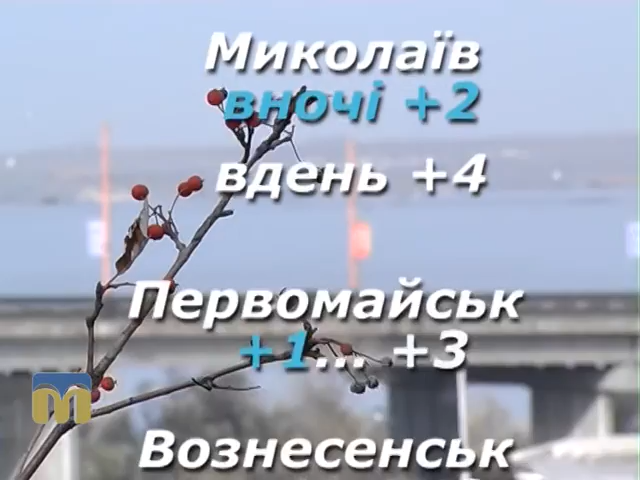 Миколаїв
вночі +2
вдень +4
Первомайськ
+1... +3
Вознесенськ